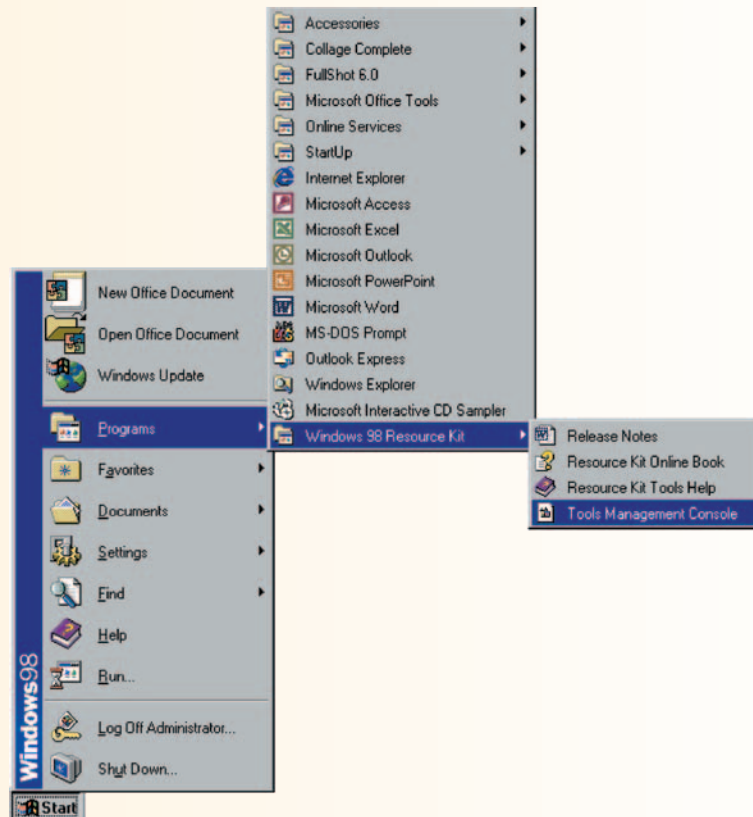 Accessories
Collage Complete
FullShot 6.0
Microsoft Office Tools
Online Services
StartUp
Internet Explorer
Microsoft Access
Microsoft Excel
Microsoft Outlook
Microsoft PowerPoint
Microsoft Word
MS-DOS Prompt
Outlook Express
Windows Explorer
Microsoft Interactive CD Sampler
Windows 98 Resource Kit
Release Notes
Resource Kit Online Book
Resource Kit Tools Help
Tools Management Console
New Office Document
Open Office Document
Windows Update
Programs
Favorites
Documents
Settings
Find
Help
Run...
Log Off Administrator...
Shut Down...
Windows98
Start